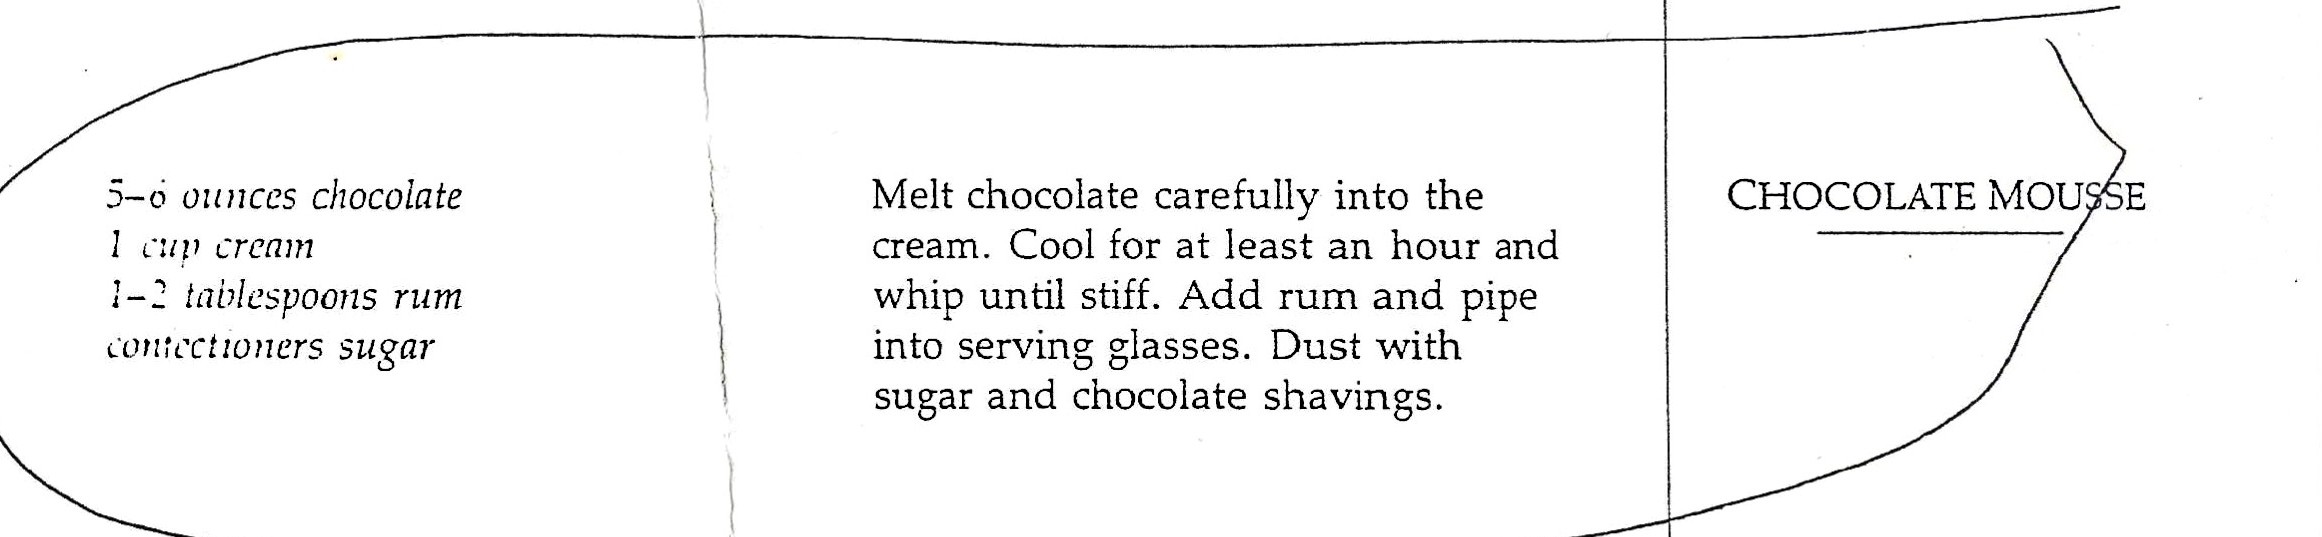 5–6 ounces chocolate
1 cup cream
1–2 tablespoons rum
confectioners sugar
Melt chocolate carefully into the
cream. Cool for at least an hour and
whip until stiff. Add rum and pipe
into serving glasses. Dust with
sugar and chocolate shavings.
CHOCOLATE MOUSSE